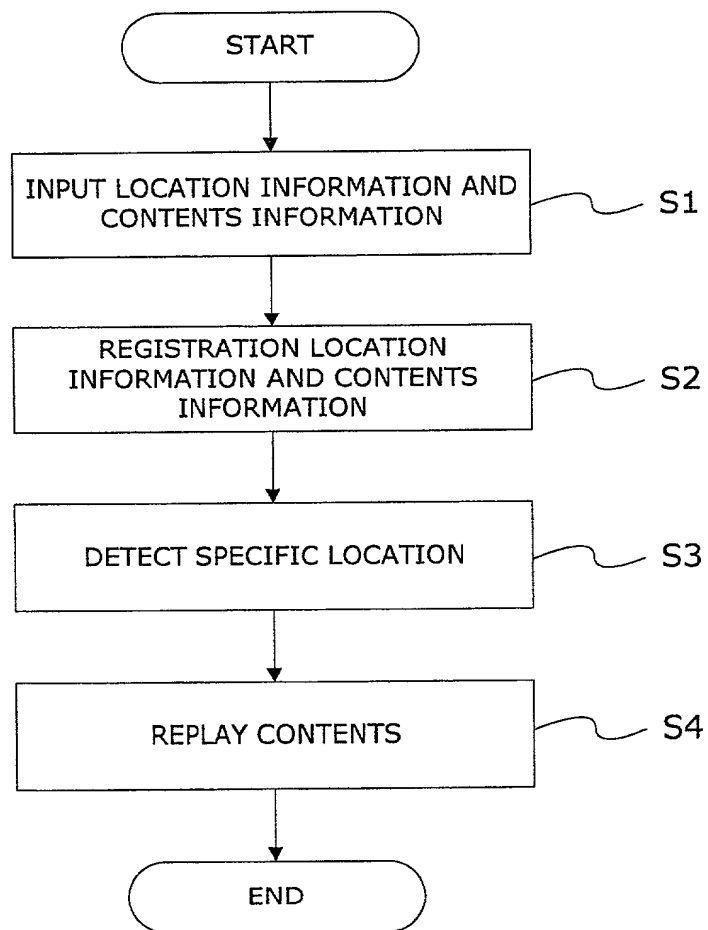 START
INPUT LOCATION INFORMATION AND
CONTENTS INFORMATION
S1
REGISTRATION LOCATION
INFORMATION AND CONTENTS
INFORMATION
S2
DETECT SPECIFIC LOCATION
S3
REPLAY CONTENTS
S4
END